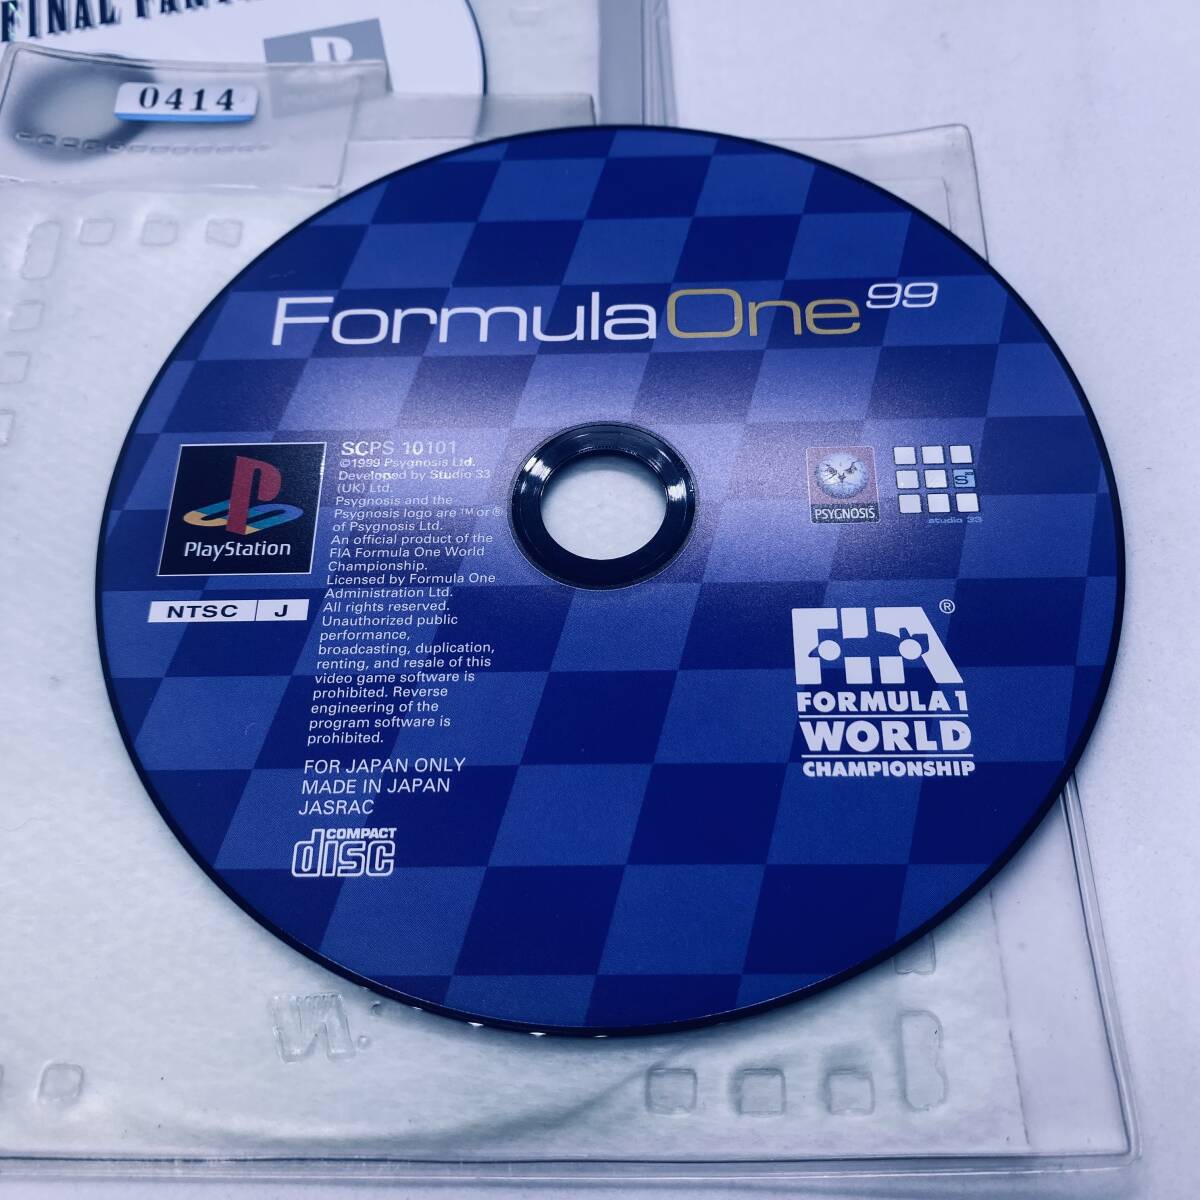 FINAL
0414
FormulaOne 99
SCPS 10101
©1999 Psygnosis Ltd.
Developed by Studio 33
(UK) Ltd.
Psygnosis and the
Psygnosis logo are ™ or ®
of Psygnosis Ltd.
An official product of the
FIA Formula One World
Championship.
Licensed by Formula One
Administration Ltd.
All rights reserved.
Unauthorized public
performance,
broadcasting, duplication,
renting, and resale of this
video game software is
prohibited. Reverse
engineering of the
program software is
prohibited.
FOR JAPAN ONLY
MADE IN JAPAN
JASRAC
COMPACT
disc
PlayStation
NTSC J
PSYGNOSIS
S
studio 33
FIA®
FORMULA 1
WORLD
CHAMPIONSHIP